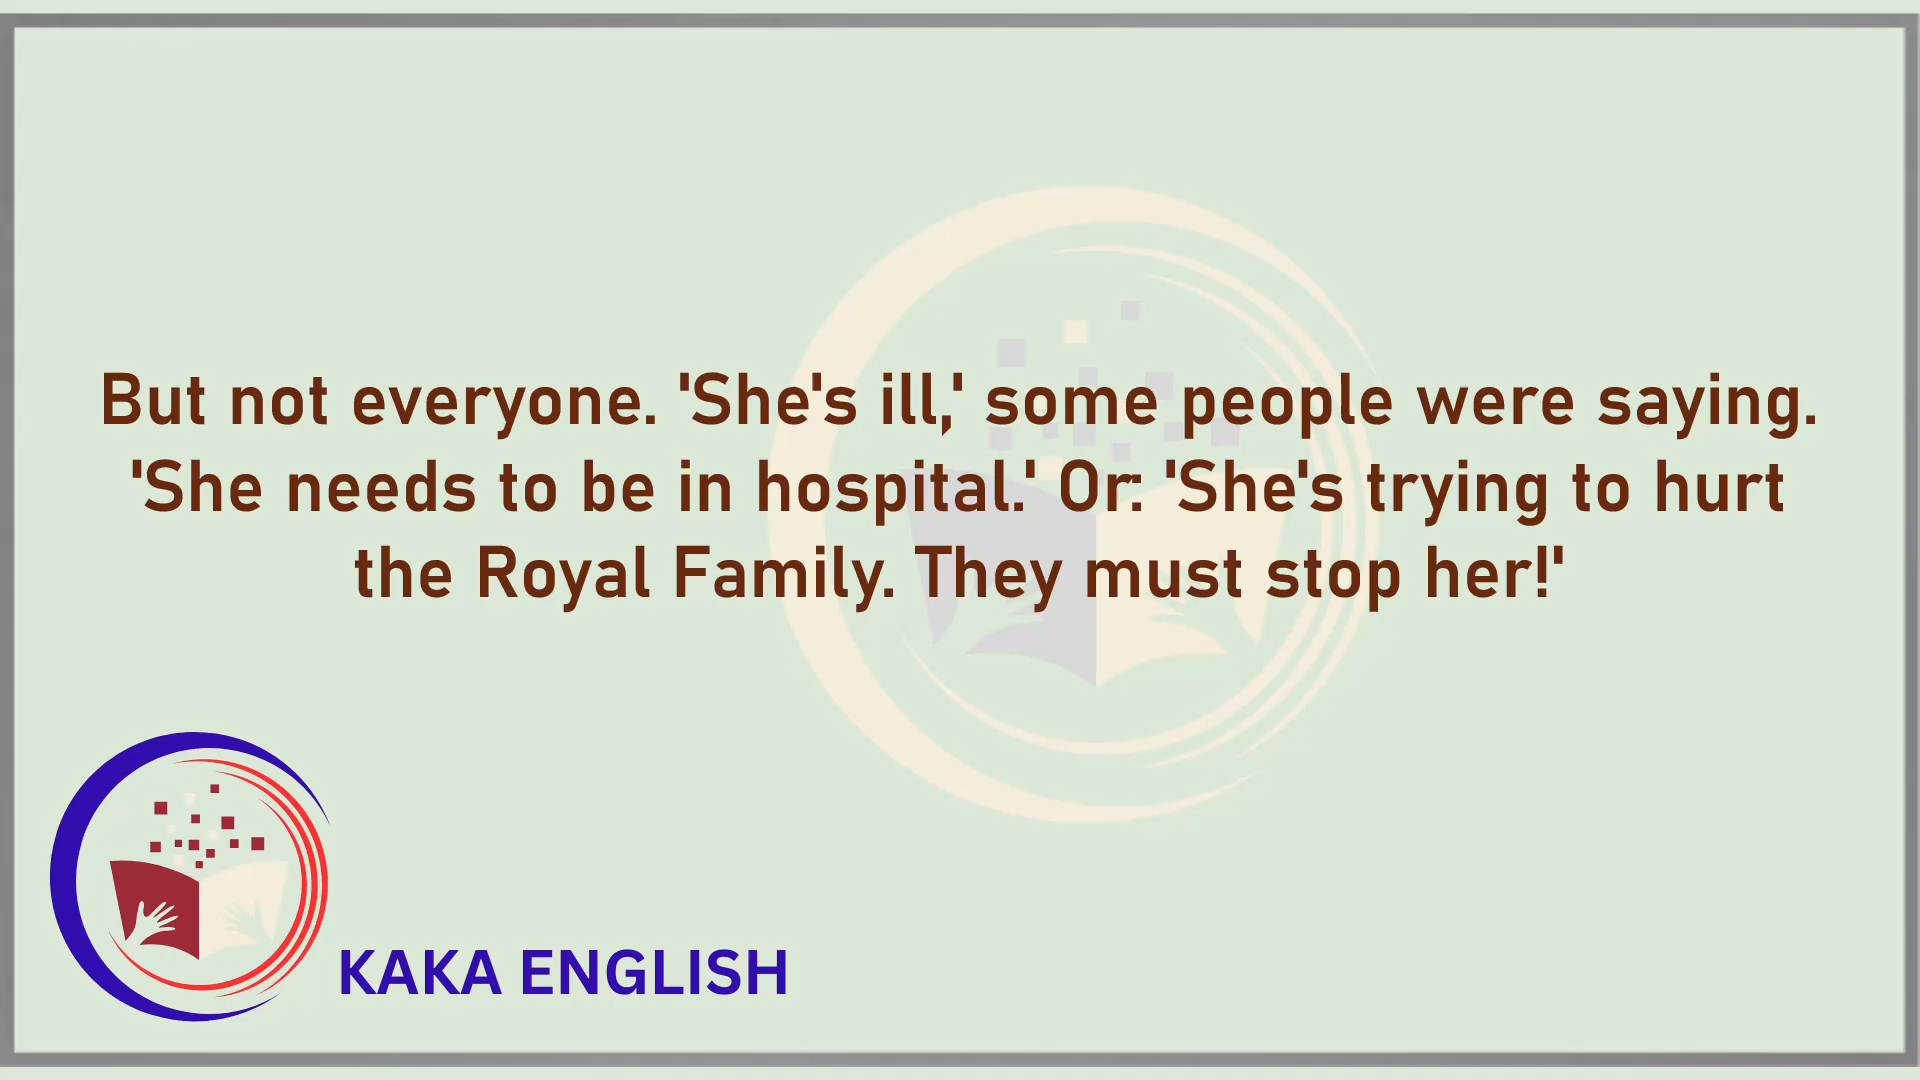 But not everyone. 'She's ill,' some people were saying.
'She needs to be in hospital.' Or: 'She's trying to hurt
the Royal Family. They must stop her!'
KAKA ENGLISH